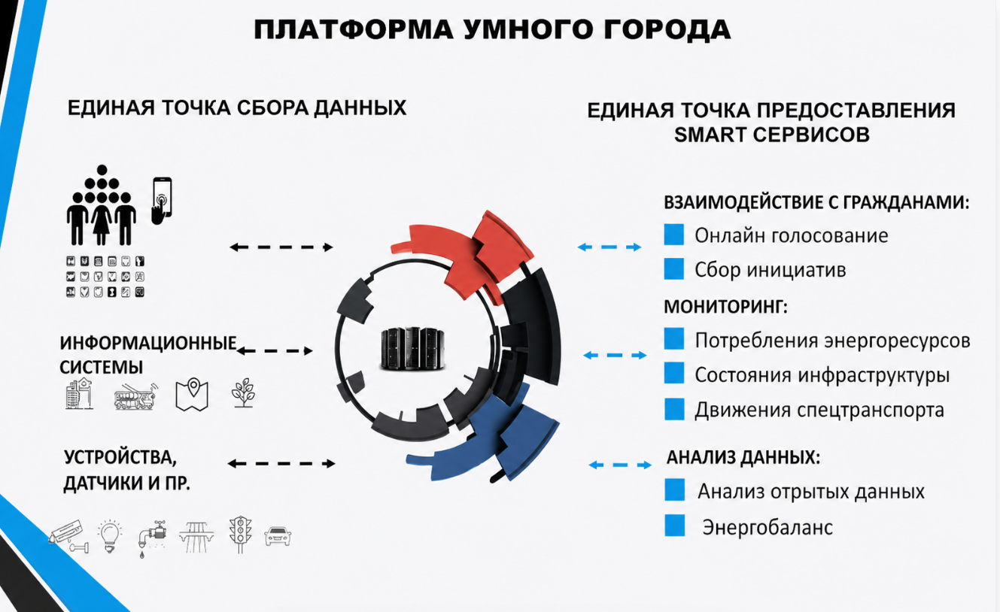 ПЛАТФОРМА УМНОГО ГОРОДА
ЕДИНАЯ ТОЧКА СБОРА ДАННЫХ
ИНФОРМАЦИОННЫЕ
СИСТЕМЫ
УСТРОЙСТВА,
ДАТЧИКИ И ПР.
ЕДИНАЯ ТОЧКА ПРЕДОСТАВЛЕНИЯ
SMART СЕРВИСОВ
ВЗАИМОДЕЙСТВИЕ С ГРАЖДАНАМИ:
Онлайн голосование
Сбор инициатив
МОНИТОРИНГ:
Потребления энергоресурсов
Состояния инфраструктуры
Движения спецтранспорта
АНАЛИЗ ДАННЫХ:
Анализ отрытых данных
Энергобаланс